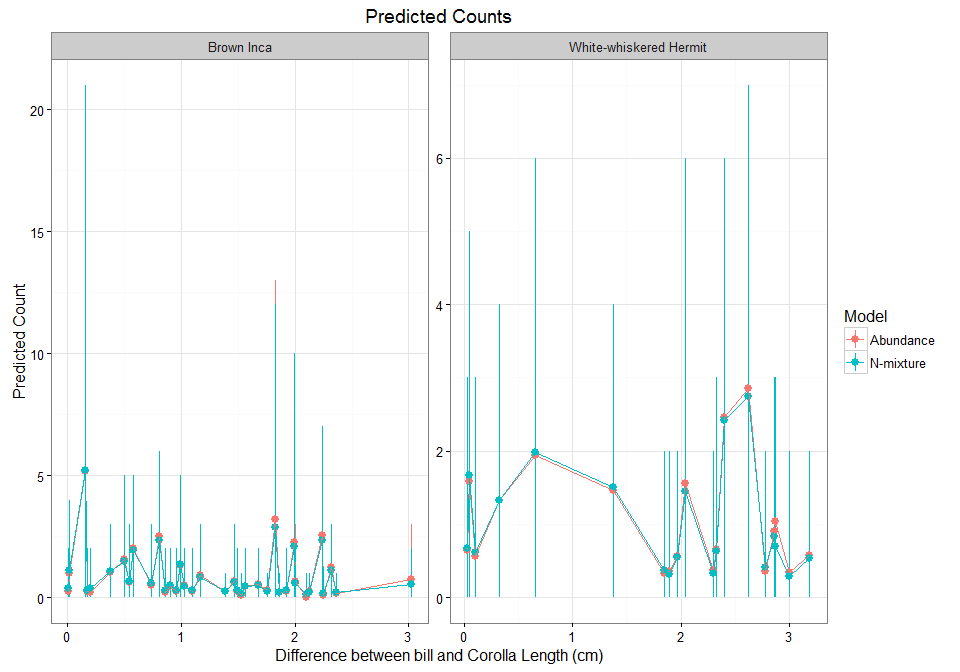 Predicted Counts
Brown Inca
White-whiskered Hermit
Predicted Count
20
15
10
5
0
6
4
2
0
0
1
2
3
0
1
2
3
Difference between bill and Corolla Length (cm)
Model
Abundance
N-mixture